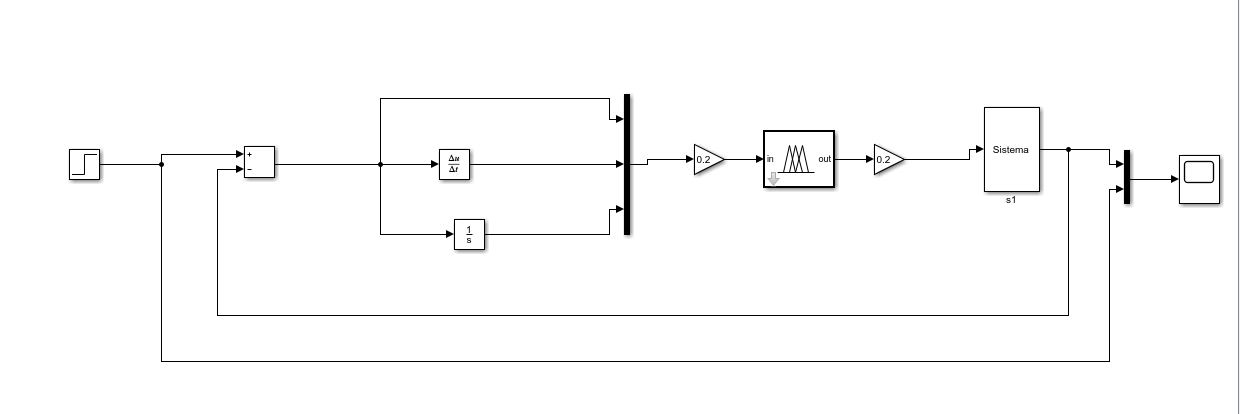 +
−
Δu
Δt
1
s
0.2
in
out
0.2
Sistema
s1